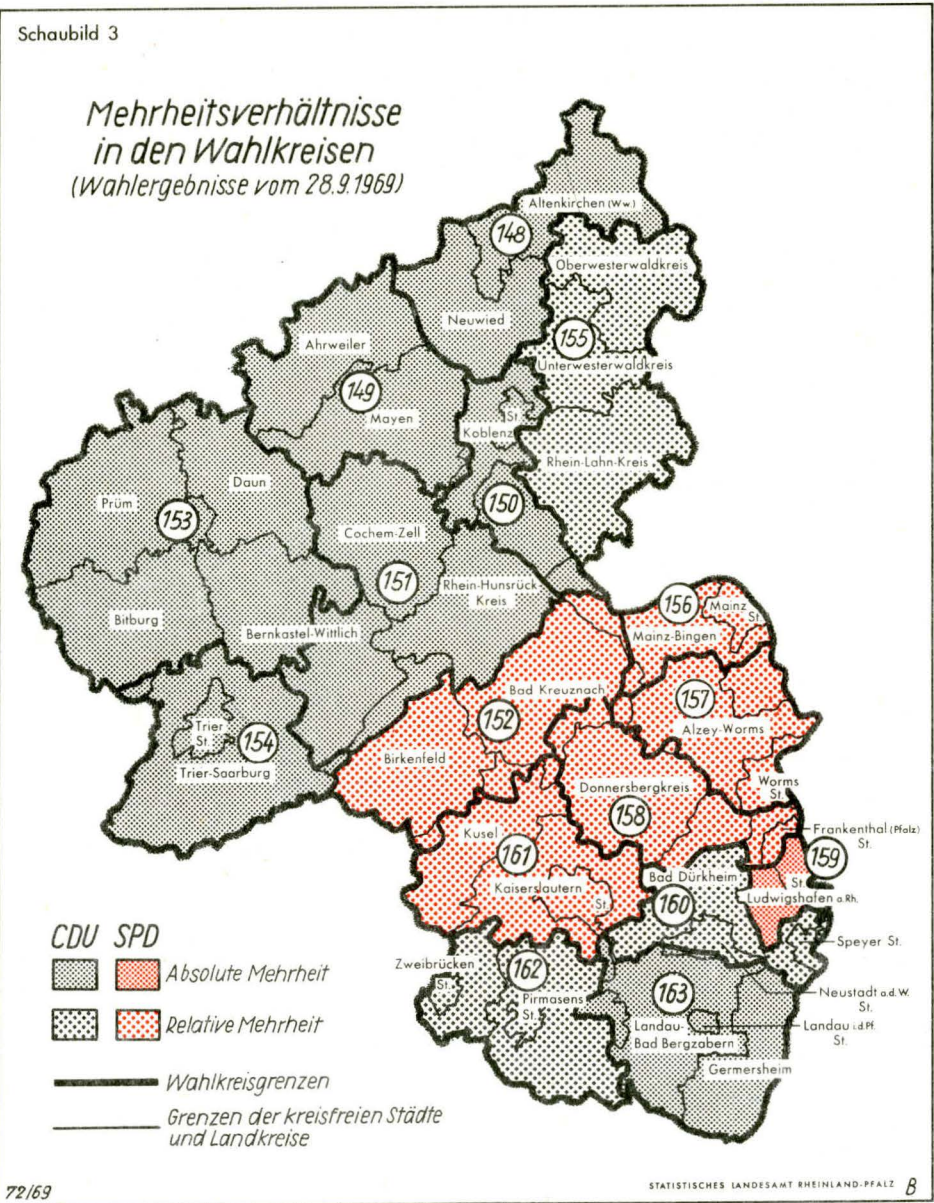 Schaubild 3
Mehrheitsverhältnisse
in den Wahlkreisen
(Wahlergebnisse vom 28.9.1969)
Altenkirchen (Ww.)
148
Oberwesterwaldkreis
Neuwied
155
Ahrweiler
Unterwesterwaldkreis
149
Mayen
St.
Koblenz
Rhein-Lahn-Kreis
Daun
Prüm
150
153
Cochem-Zell
151
Rhein-Hunsrück-
Kreis
156
Mainz
St.
Bitburg
Bernkastel-Wittlich
Mainz-Bingen
Bad Kreuznach
157
152
Alzey-Worms
Trier
St.
154
Trier-Saarburg
Birkenfeld
Donnersbergkreis
Worms
St.
158
Kusel
Frankenthal (Pfalz)
St.
161
159
Bad Dürkheim
Kaiserslautern
St.
St.
Ludwigshafen a.Rh.
160
CDU SPD
Speyer St.
Zweibrücken
St.
162
Absolute Mehrheit
Pirmasens
St.
163
Neustadt a.d.W.
St.
Relative Mehrheit
Landau-
Bad Bergzabern
Landau i.d.Pf.
St.
Germersheim
Wahlkreisgrenzen
Grenzen der kreisfreien Städte
und Landkreise
72/69
STATISTISCHES LANDESAMT RHEINLAND-PFALZ B